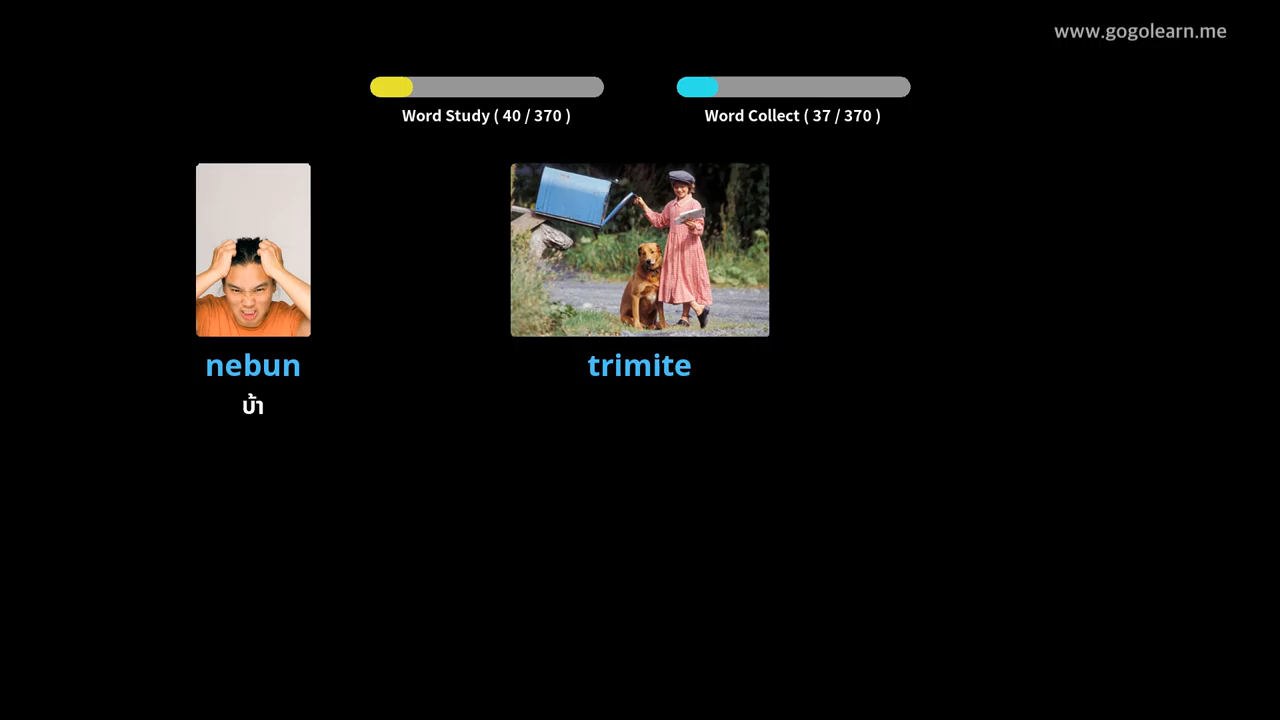 www.gogolearn.me
Word Study ( 40 / 370 )
Word Collect ( 37 / 370 )
nebun
trimite
บ้า